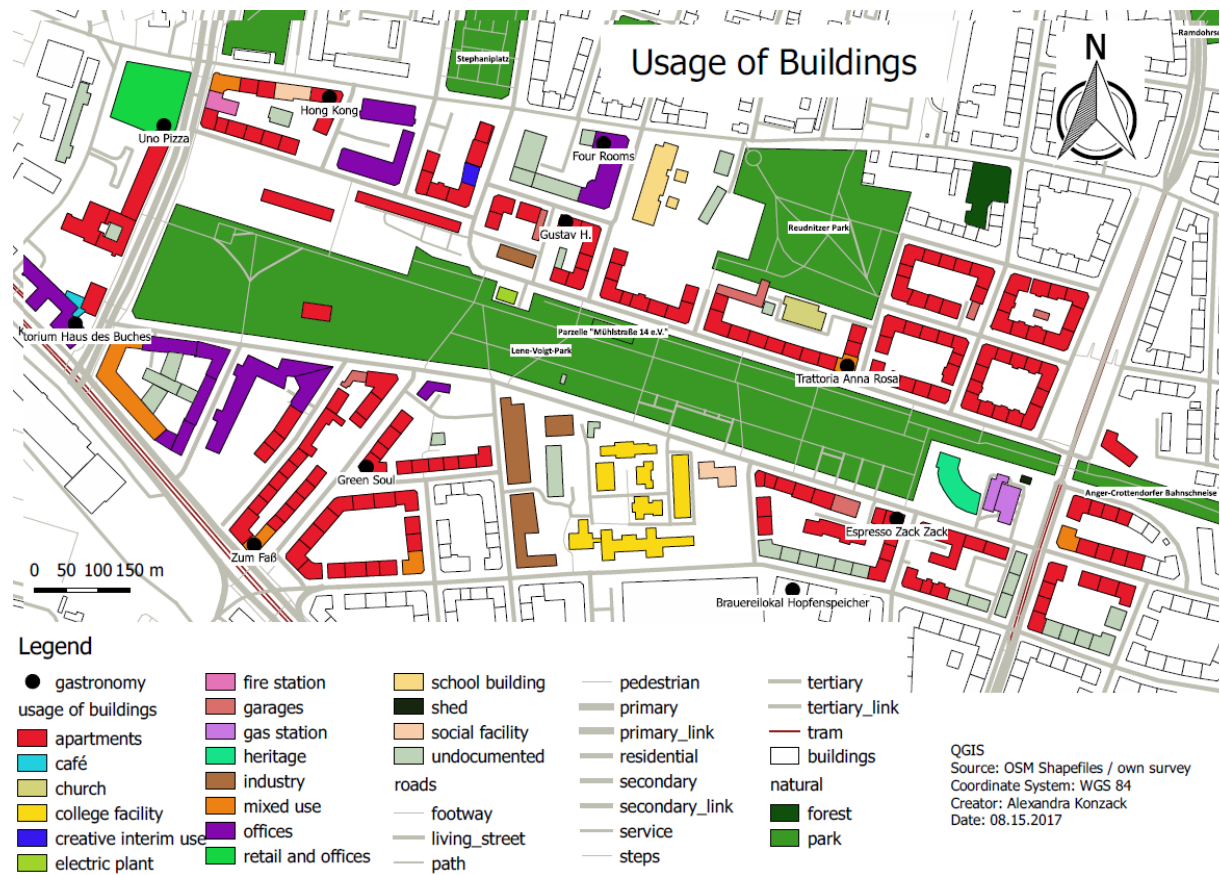 Usage of Buildings
N
Stephaniplatz
Hong Kong
Uno Pizza
Four Rooms
Gustav H.
Reudnitzer Park
torium Haus des Buches
Parzelle "Mühlstraße 14 e.V."
Lene-Voigt-Park
Trattoria Anna Rosa
Green Soul
Anger-Crottendorfer Bahnschneise
Espresso Zack Zack
Zum Faß
Brauereilokal Hopfenspeicher
0 50 100 150 m
Legend
gastronomy
usage of buildings
apartments
café
church
college facility
creative interim use
electric plant
fire station
garages
gas station
heritage
industry
mixed use
offices
retail and offices
school building
shed
social facility
undocumented
roads
footway
living_street
path
pedestrian
primary
primary_link
residential
secondary
secondary_link
service
steps
tertiary
tertiary_link
tram
buildings
natural
forest
park
QGIS
Source: OSM Shapefiles / own survey
Coordinate System: WGS 84
Creator: Alexandra Konzack
Date: 08.15.2017